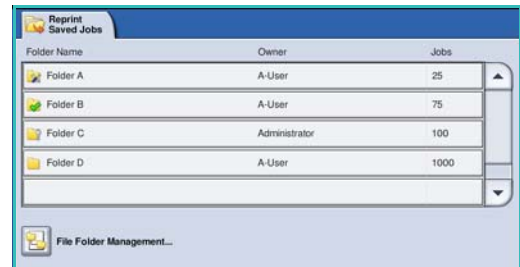 Reprint
Saved Jobs
Folder Name Owner Jobs
Folder A A-User 25
Folder B A-User 75
Folder C Administrator 100
Folder D A-User 1000
File Folder Management...